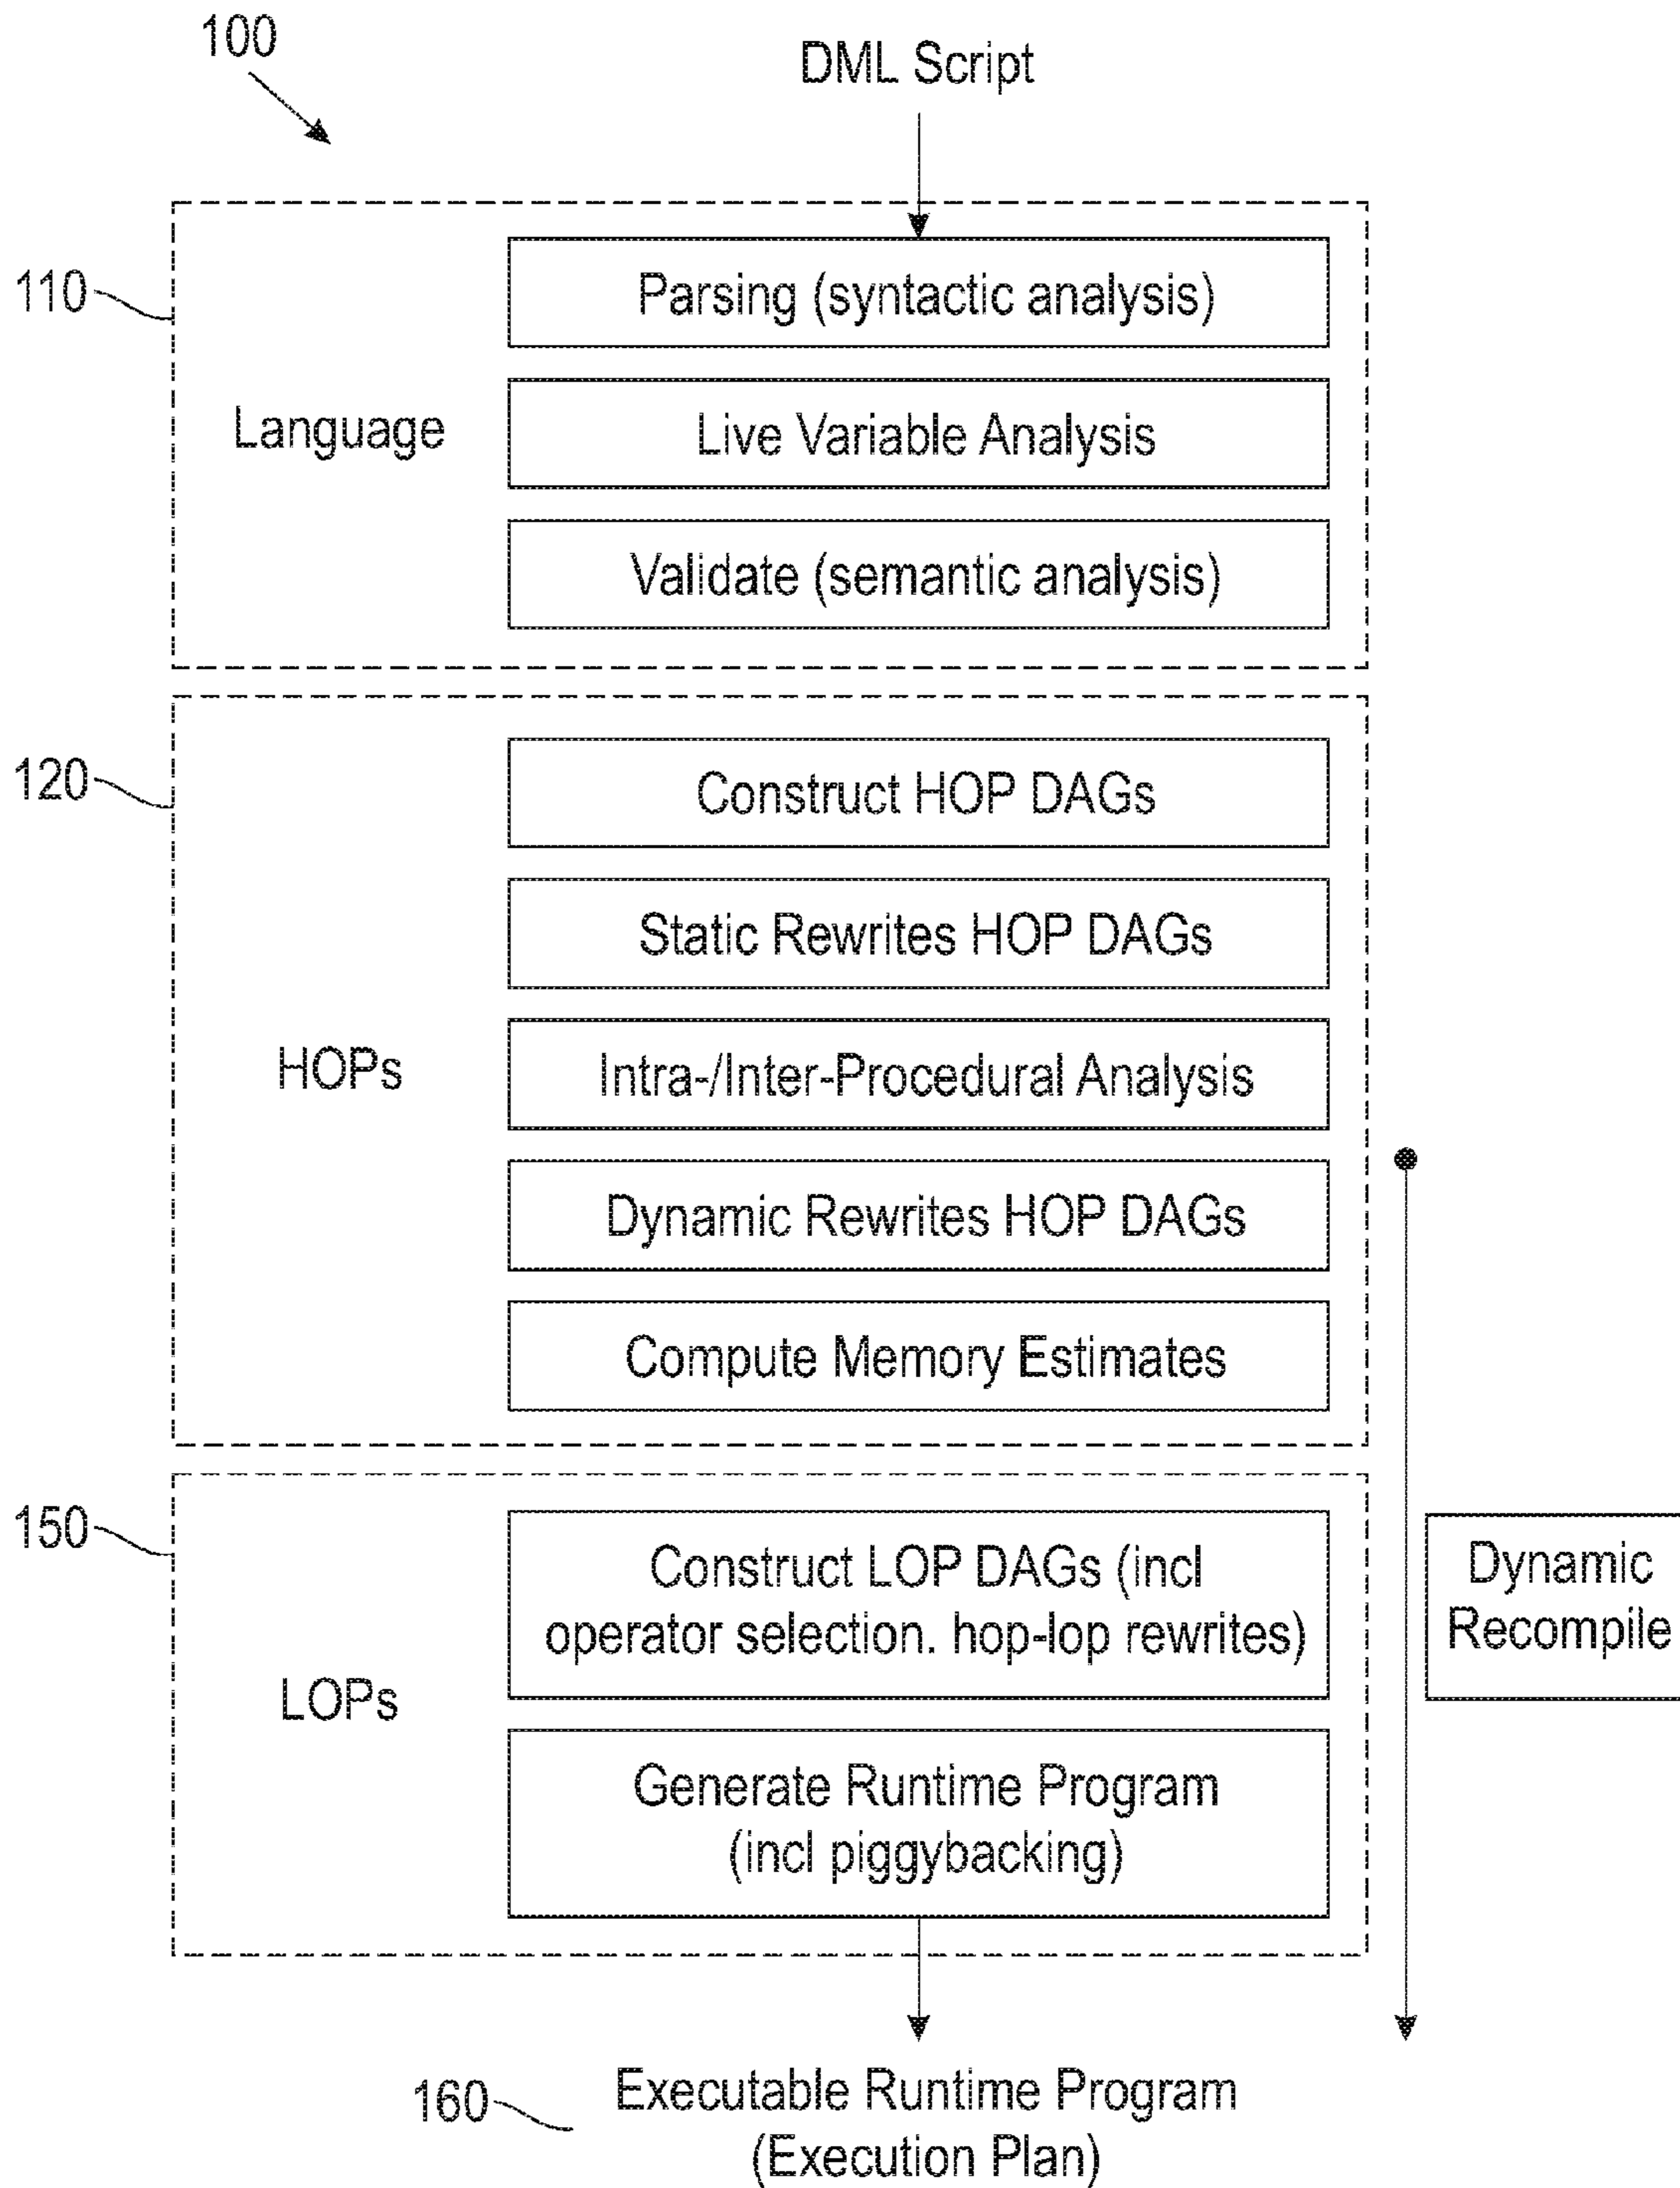 100
DML Script
110
Language
Parsing (syntactic analysis)
Live Variable Analysis
Validate (semantic analysis)
120
HOPs
Construct HOP DAGs
Static Rewrites HOP DAGs
Intra-/Inter-Procedural Analysis
Dynamic Rewrites HOP DAGs
Compute Memory Estimates
150
LOPs
Construct LOP DAGs (incl
operator selection. hop-lop rewrites)
Generate Runtime Program
(incl piggybacking)
Dynamic
Recompile
160
Executable Runtime Program
(Execution Plan)